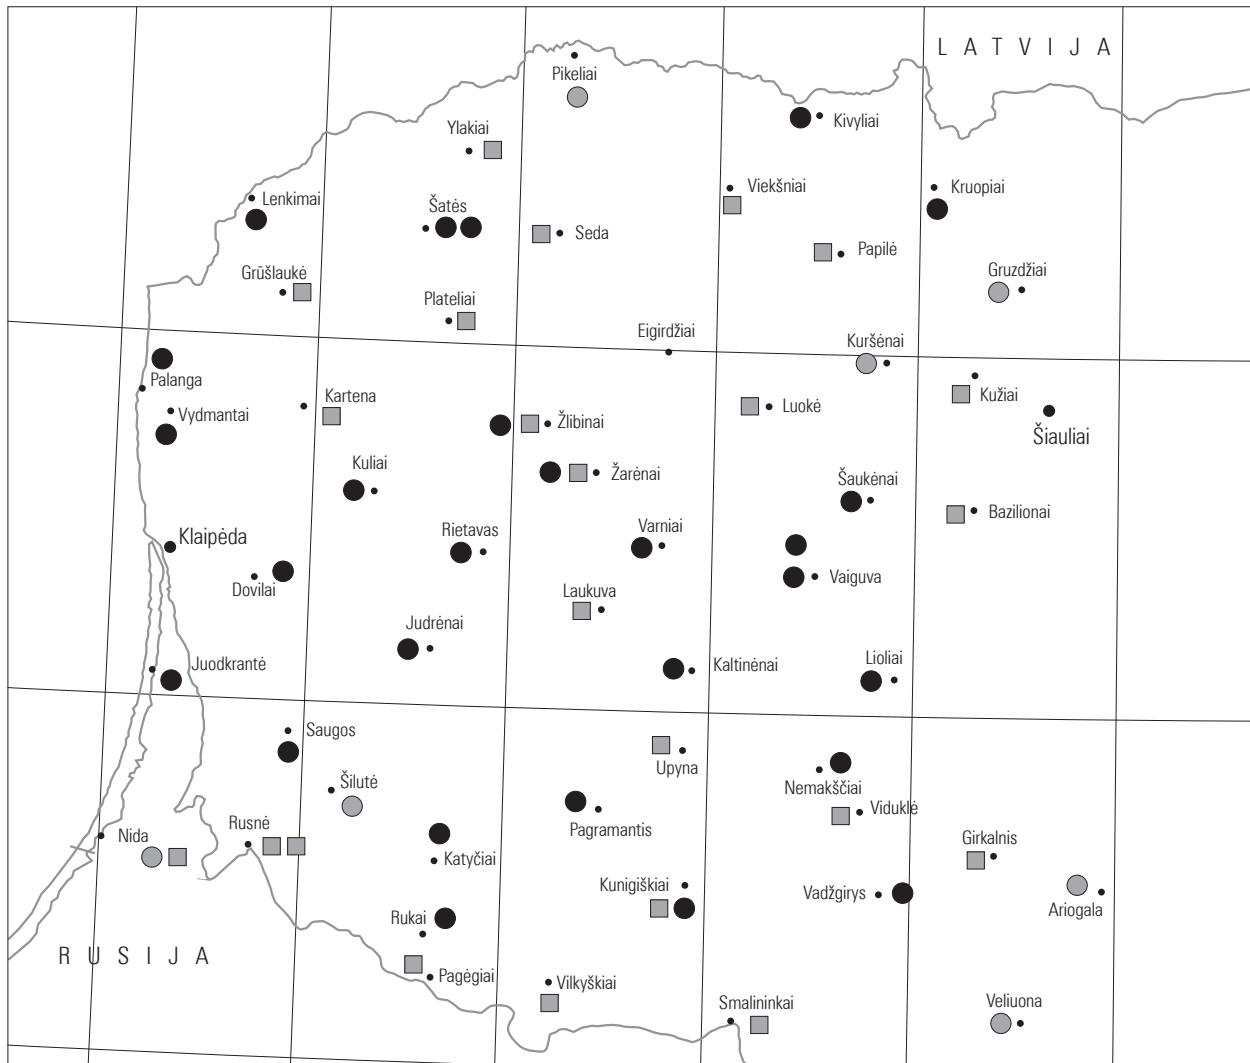 L A T V I J A
Pikeliai
Kivyliai
Ylakiai
Viekšniai
Kruopiai
Lenkimai
Šatės
Seda
Papilė
Grūšlaukė
Gruzdžiai
Plateliai
Eigirdžiai
Kuršėnai
Palanga
Kartena
Kužiai
Vydmantai
Luokė
Žlibinai
Šiauliai
Kuliai
Žarėnai
Šaukėnai
Bazilionai
Klaipėda
Rietavas
Varniai
Vaiguva
Dovilai
Laukuva
Judrėnai
Juodkrantė
Kaltinėnai
Lioliai
Saugos
Upyna
Šilutė
Nemakščiai
Viduklė
Rusnė
Nida
Pagramantis
Girkalnis
Katyčiai
Kunigiškiai
Vadžgirys
Ariogala
Rukai
R U S I J A
Pagėgiai
Vilkyškiai
Smalininkai
Veliuona